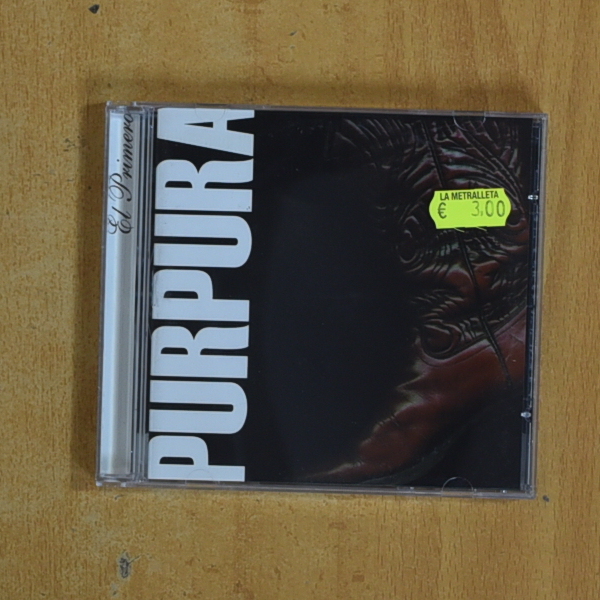 El Primero
PURPURA
LA METRALLETA
€ 3,00